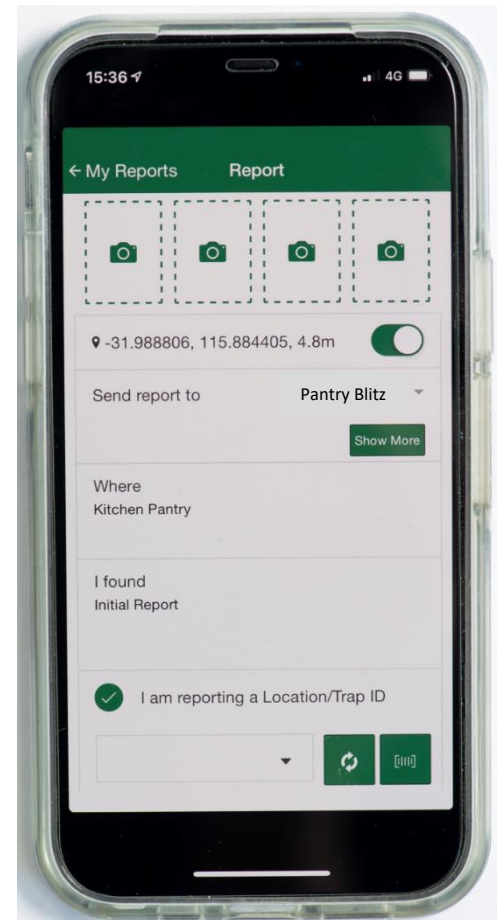 15:36
4G
← My Reports Report
-31.988806, 115.884405, 4.8m
Send report to Pantry Blitz
Show More
Where
Kitchen Pantry
I found
Initial Report
I am reporting a Location/Trap ID